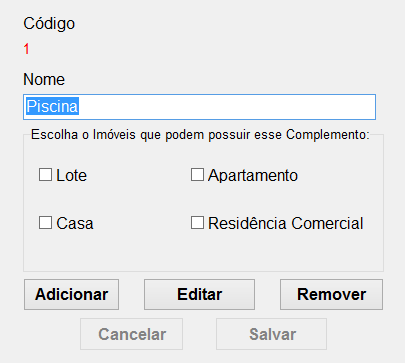 Código
1
Nome
Piscina
Escolha o Imóveis que podem possuir esse Complemento:
Lote Apartamento
Casa Residência Comercial
Adicionar Editar Remover
Cancelar Salvar